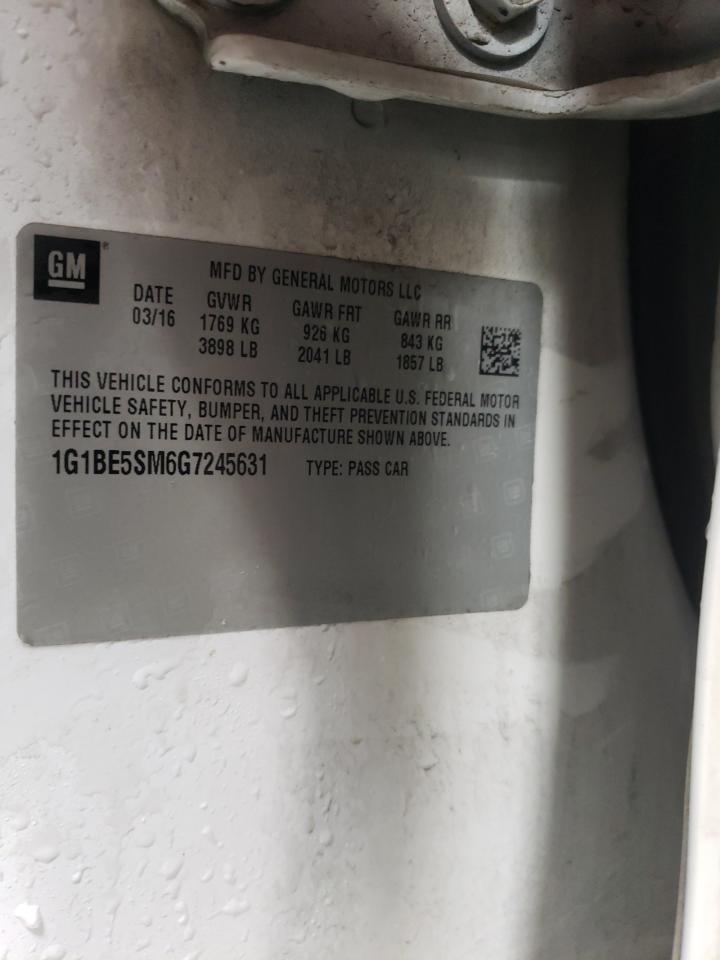 GM
MFD BY GENERAL MOTORS LLC
DATE GVWR GAWR FRT GAWR RR
03/16 1769 KG 926 KG 843 KG
3898 LB 2041 LB 1857 LB
THIS VEHICLE CONFORMS TO ALL APPLICABLE U.S. FEDERAL MOTOR
VEHICLE SAFETY, BUMPER, AND THEFT PREVENTION STANDARDS IN
EFFECT ON THE DATE OF MANUFACTURE SHOWN ABOVE.
1G1BE5SM6G7245631 TYPE: PASS CAR